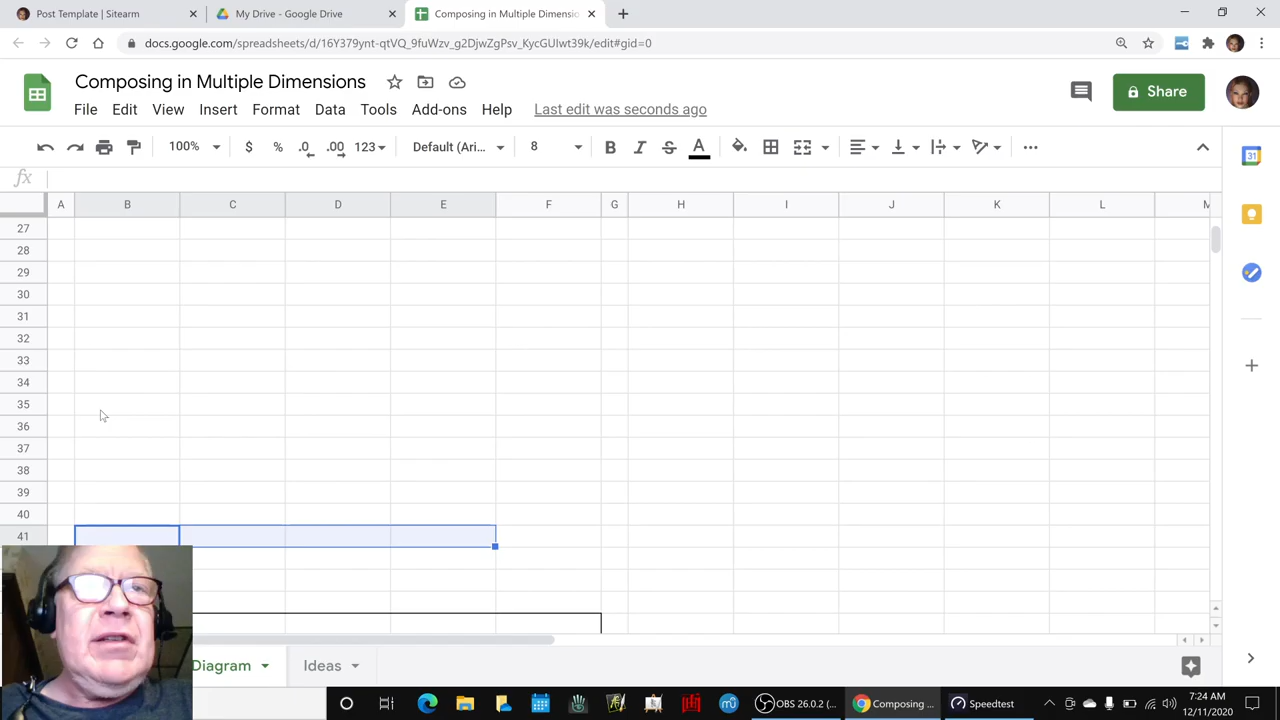 Post Template | Sitearm
My Drive - Google Drive
Composing in Multiple Dimensio
docs.google.com/spreadsheets/d/16Y379ynt-qtVQ_9fuWzv_g2DjwZgPsv_KycGUIwt39k/edit#gid=0
Composing in Multiple Dimensions
Share
File Edit View Insert Format Data Tools Add-ons Help Last edit was seconds ago
100% $ % .0 .00 123 Default (Ari... 8 B I S A
31
fx
A B C D E F G H I J K L M
27
28
29
30
31
32
33
34
35
36
37
38
39
40
41
Diagram Ideas
OBS 26.0.2 (... Composing ... Speedtest
7:24 AM
12/11/2020